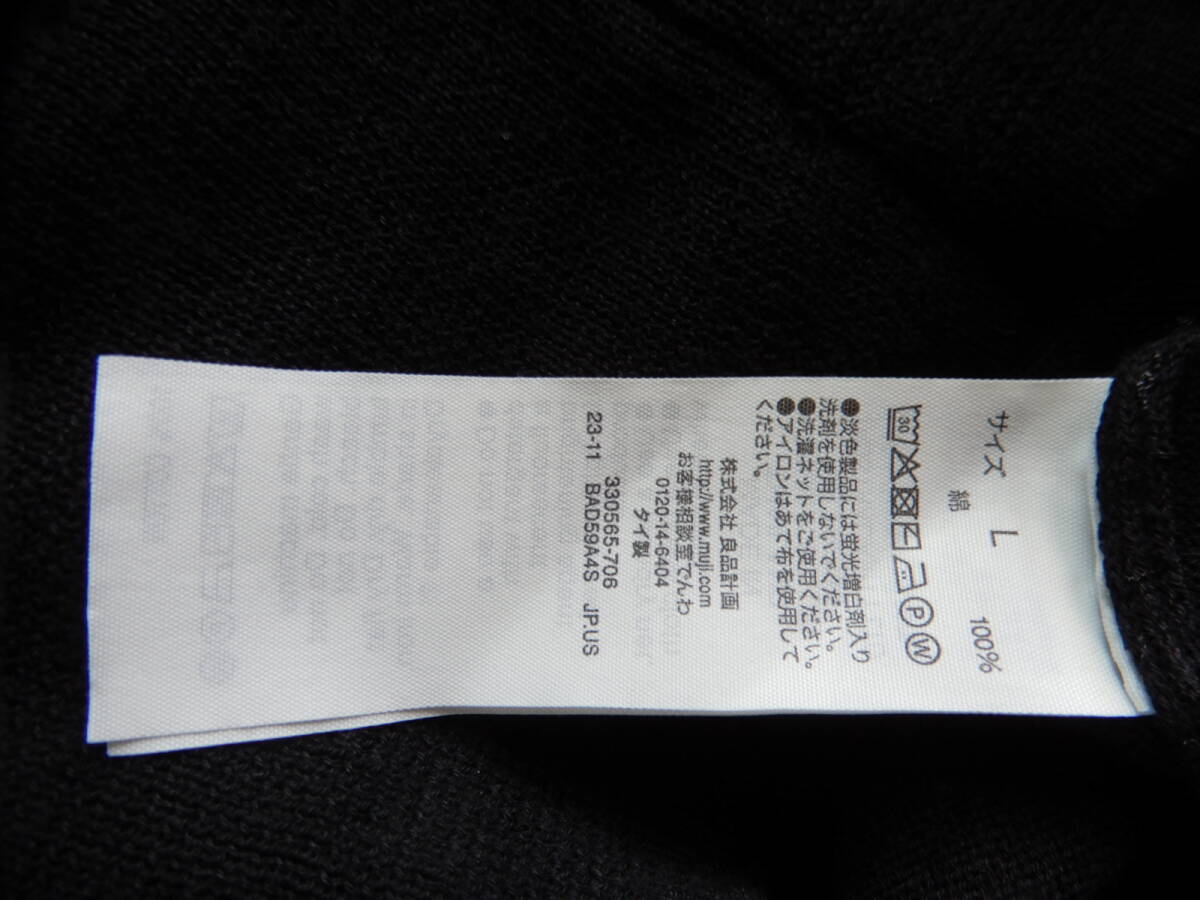 サイズ L
綿 100%
30 P W
●淡色製品には蛍光増白剤入り
洗剤を使用しないでください。
●洗濯ネットをご使用ください。
●アイロンはあて布を使用して
ください。
株式会社 良品計画
http://www.muji.com
お客様相談室でんわ
0120-14-6404
タイ製
330565-706
23-11 BAD59A4S JP.US